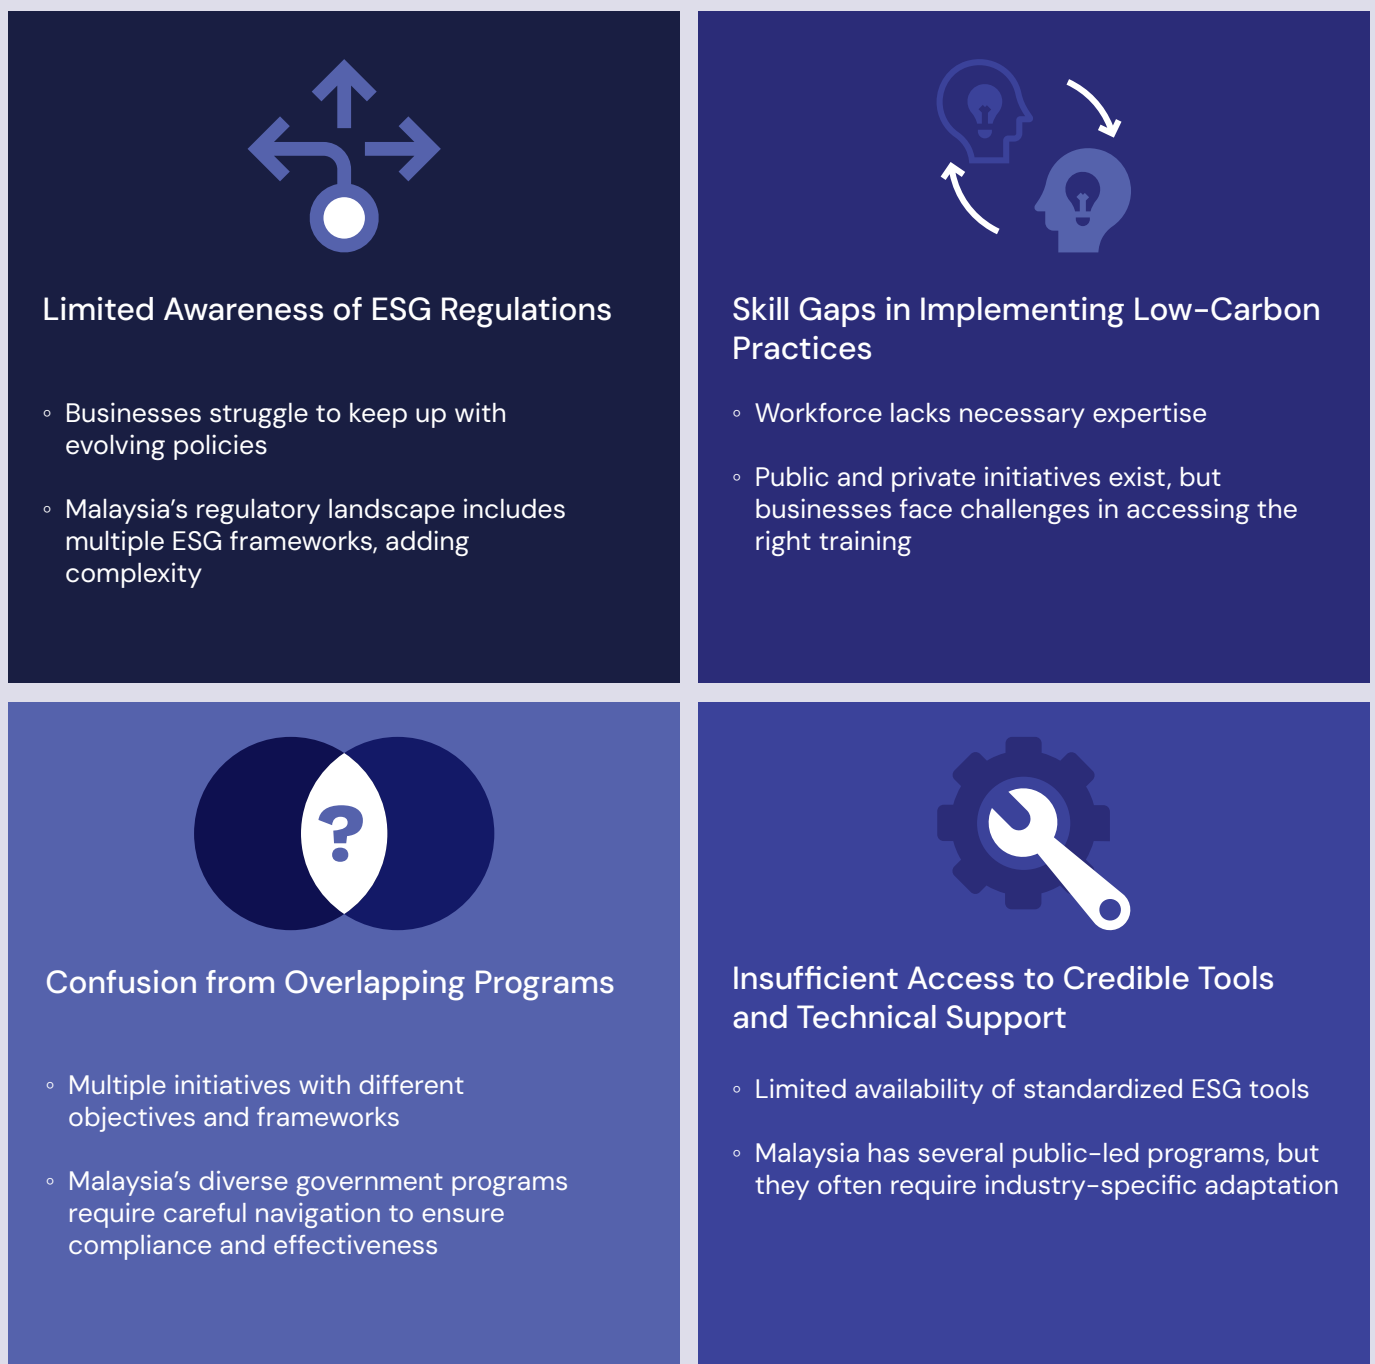 Limited Awareness of ESG Regulations
◦ Businesses struggle to keep up with
evolving policies
◦ Malaysia’s regulatory landscape includes
multiple ESG frameworks, adding
complexity
Skill Gaps in Implementing Low-Carbon
Practices
◦ Workforce lacks necessary expertise
◦ Public and private initiatives exist, but
businesses face challenges in accessing the
right training
?
Confusion from Overlapping Programs
◦ Multiple initiatives with different
objectives and frameworks
◦ Malaysia’s diverse government programs
require careful navigation to ensure
compliance and effectiveness
Insufficient Access to Credible Tools
and Technical Support
◦ Limited availability of standardized ESG tools
◦ Malaysia has several public-led programs, but
they often require industry-specific adaptation